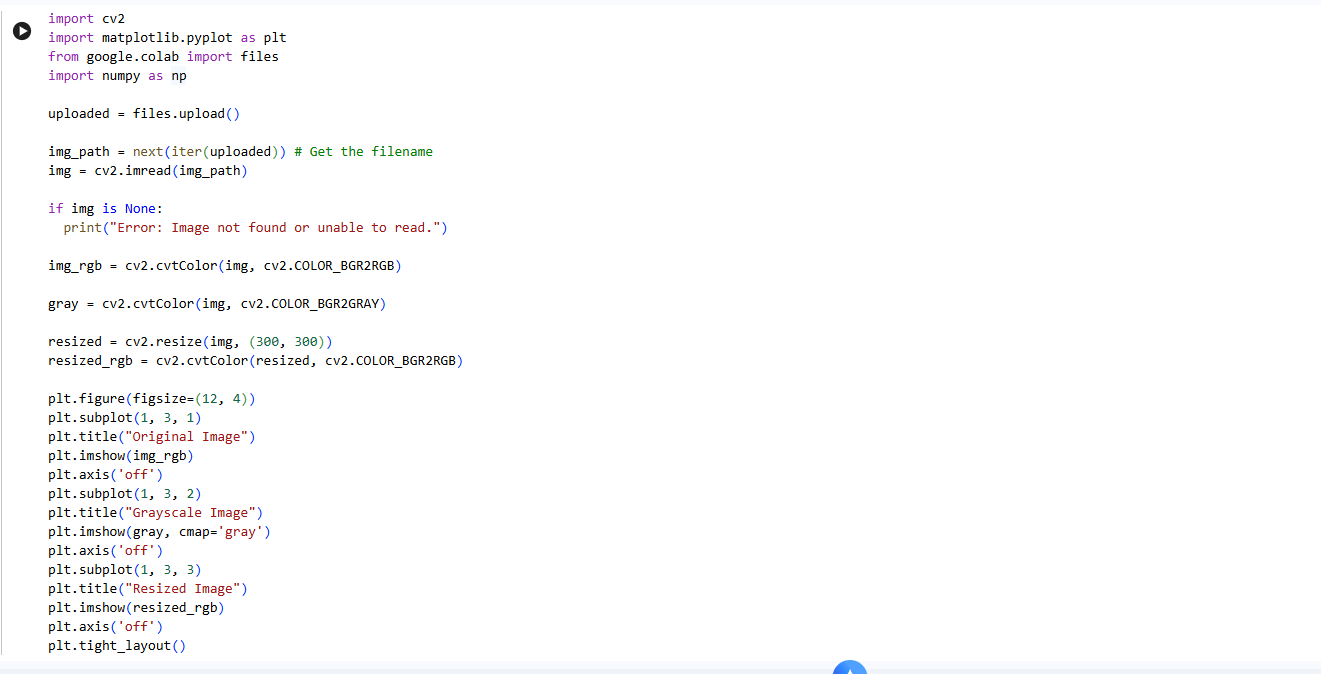 import cv2
import matplotlib.pyplot as plt
from google.colab import files
import numpy as np

uploaded = files.upload()

img_path = next(iter(uploaded)) # Get the filename
img = cv2.imread(img_path)

if img is None:
  print("Error: Image not found or unable to read.")

img_rgb = cv2.cvtColor(img, cv2.COLOR_BGR2RGB)

gray = cv2.cvtColor(img, cv2.COLOR_BGR2GRAY)

resized = cv2.resize(img, (300, 300))
resized_rgb = cv2.cvtColor(resized, cv2.COLOR_BGR2RGB)

plt.figure(figsize=(12, 4))
plt.subplot(1, 3, 1)
plt.title("Original Image")
plt.imshow(img_rgb)
plt.axis('off')
plt.subplot(1, 3, 2)
plt.title("Grayscale Image")
plt.imshow(gray, cmap='gray')
plt.axis('off')
plt.subplot(1, 3, 3)
plt.title("Resized Image")
plt.imshow(resized_rgb)
plt.axis('off')
plt.tight_layout()